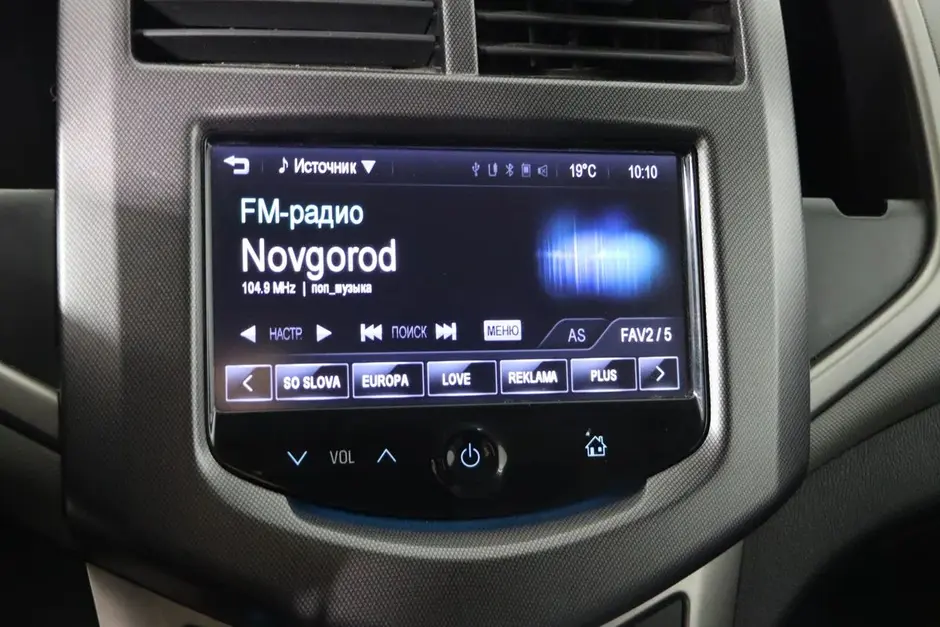 Источник 19°C 10:10
FM-радио
Novgorod
104.9 MHz | поп_музыка
НАСТР. ПОИСК МЕНЮ AS FAV2 / 5
SO SLOVA EUROPA LOVE REKLAMA PLUS
VOL